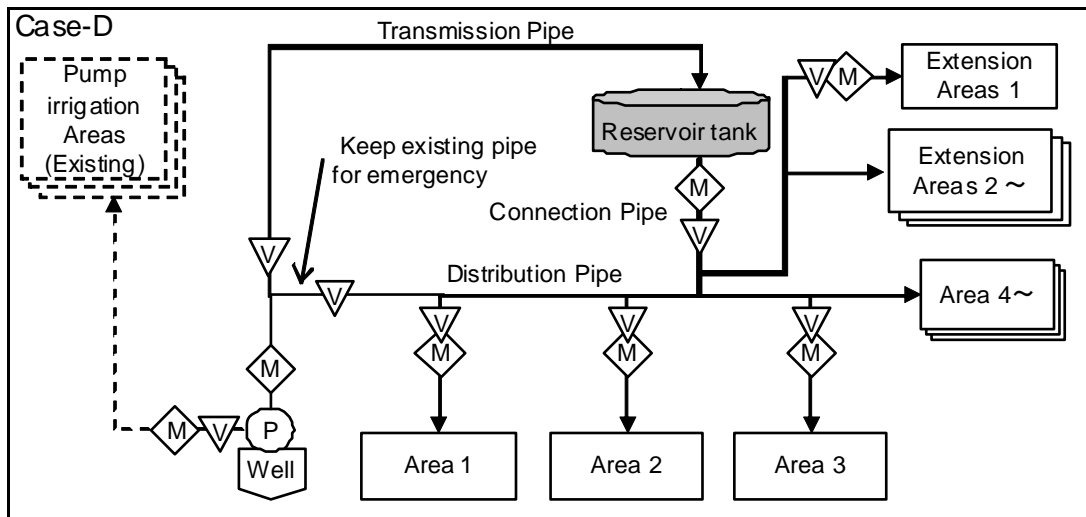 Case-D
Transmission Pipe
Pump
irrigation
Areas
(Existing)
V
M
Extension
Areas 1
Reservoir tank
Keep existing pipe
for emergency
M
Connection Pipe
Extension
Areas 2 ～
V
V
Distribution Pipe
V
Area 4～
V
V
V
M
M
M
M
M
V
P
Well
Area 1
Area 2
Area 3